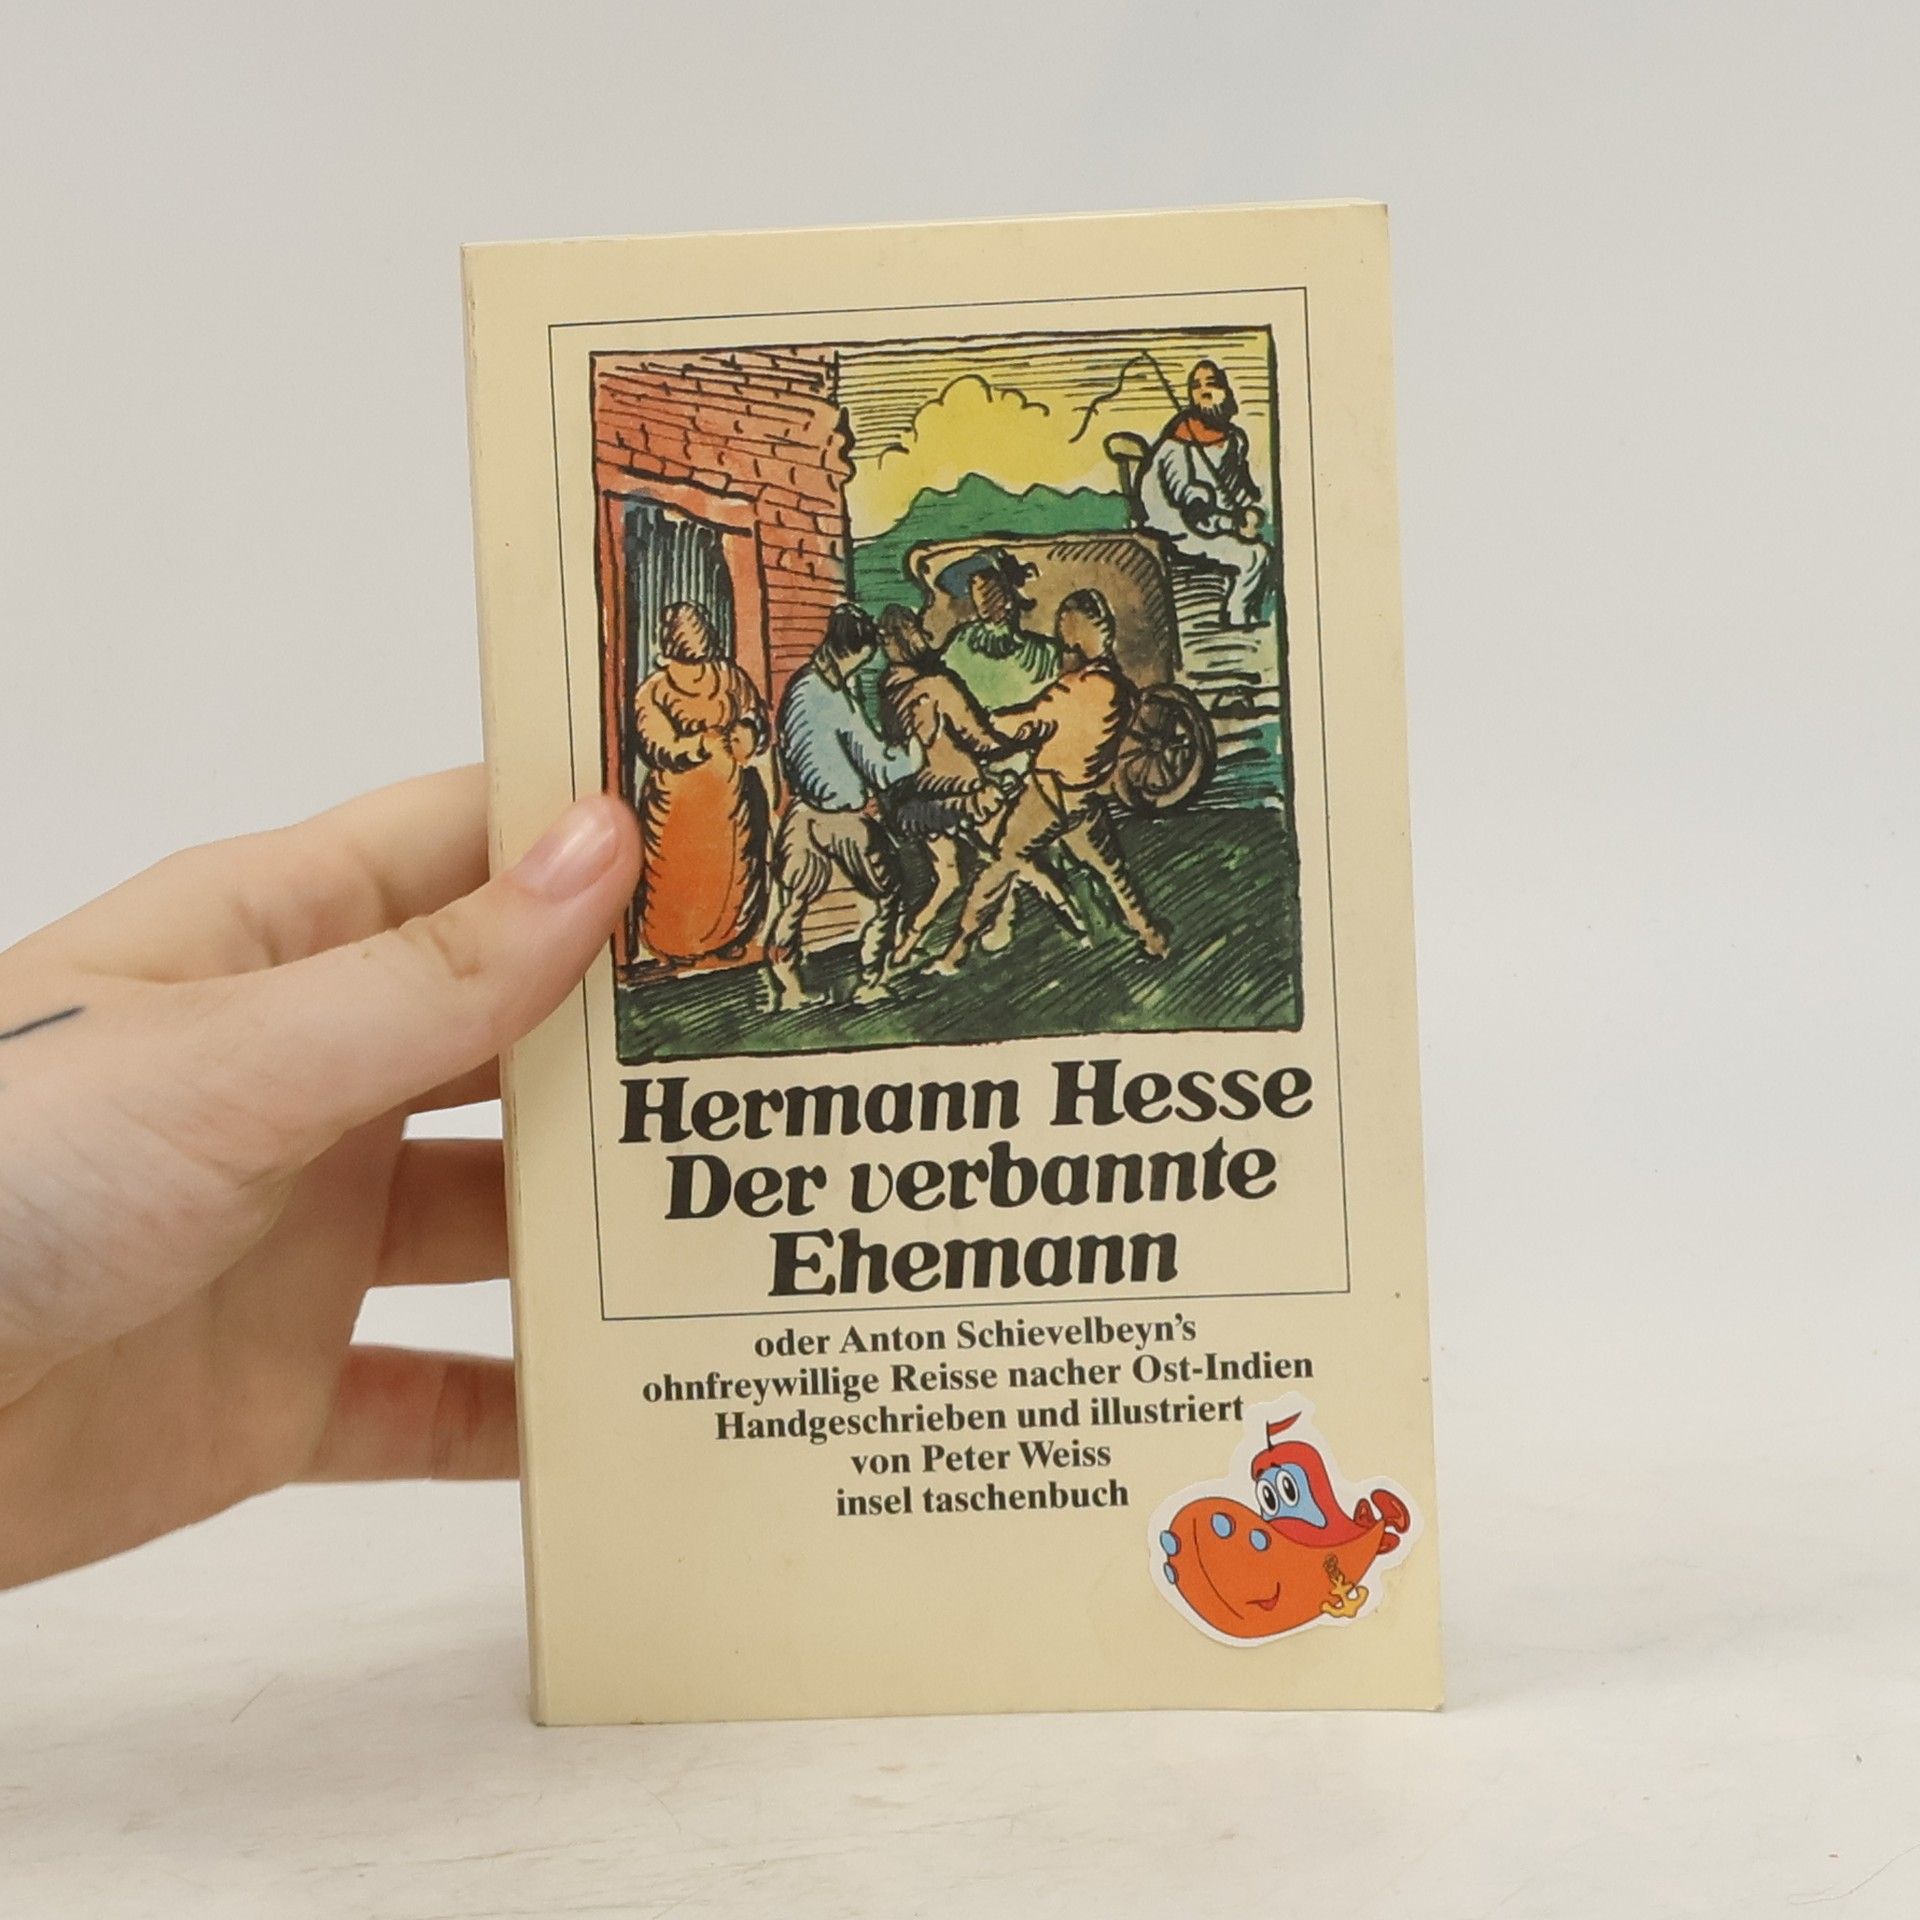 Hermann Hesse
Der verbannte
Ehemann
oder Anton Schievelbeyn's
ohnfreywillige Reisse nacher Ost-Indien
Handgeschrieben und illustriert
von Peter Weiss
insel taschenbuch